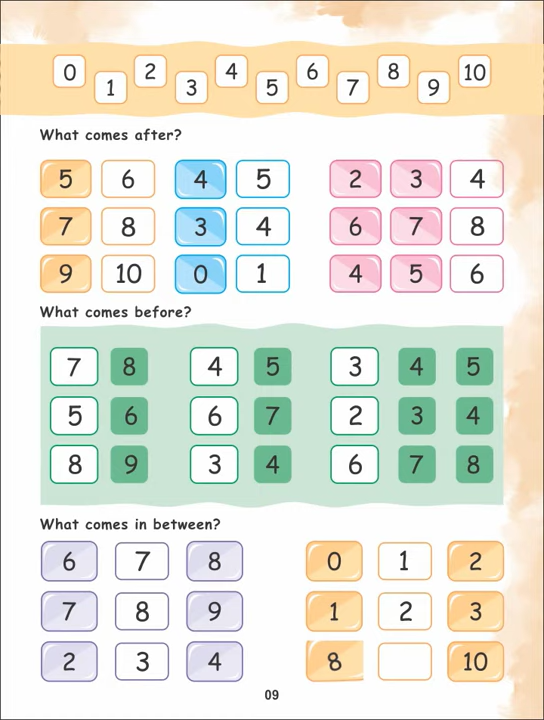 0 1 2 3 4 5 6 7 8 9 10
What comes after?
5 6 4 5 2 3 4
7 8 3 4 6 7 8
9 10 0 1 4 5 6
What comes before?
7 8 4 5 3 4 5
5 6 6 7 2 3 4
8 9 3 4 6 7 8
What comes in between?
6 7 8 0 1 2
7 8 9 1 2 3
2 3 4 8 10
09